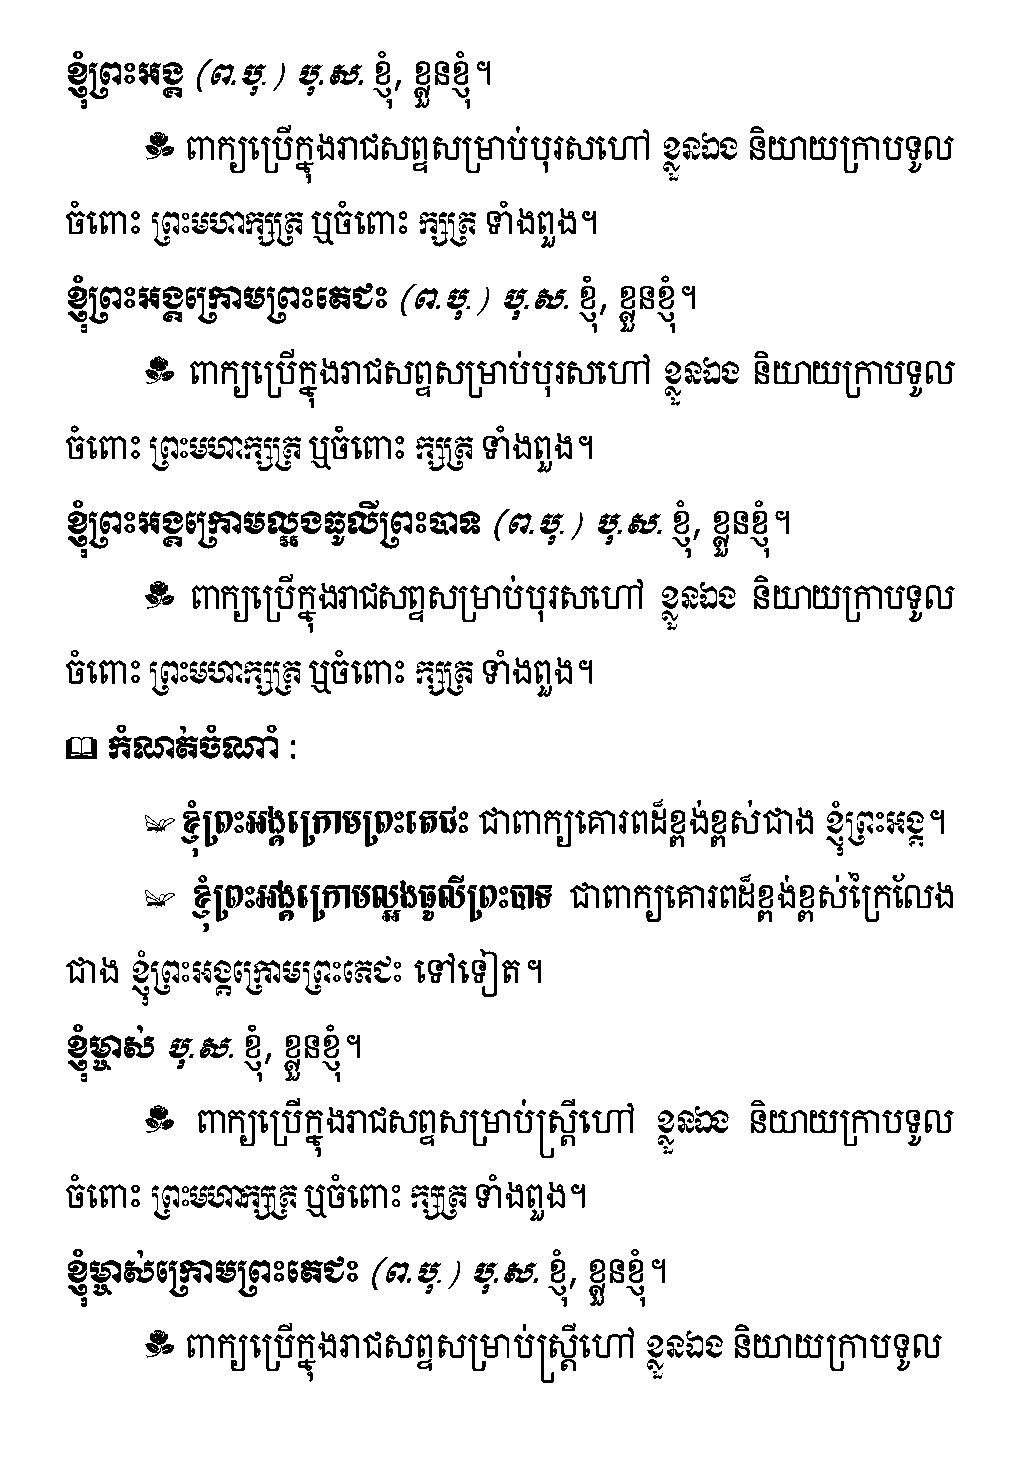 ខ្ញុំព្រះអង្គ (ព.បុ.) បុ.ស. ខ្ញុំ, ខ្លួនខ្ញុំ។
ពាក្យប្រើក្នុងរាជសព្ទសម្រាប់បុរសហៅ ខ្លួនឯង និយាយក្រាបទូល
ចំពោះ ព្រះមហាក្សត្រ ឬចំពោះ ក្សត្រ ទាំងពួង។
ខ្ញុំព្រះអង្គក្រោមព្រះតេជះ (ព.បុ.) បុ.ស. ខ្ញុំ, ខ្លួនខ្ញុំ។
ពាក្យប្រើក្នុងរាជសព្ទសម្រាប់បុរសហៅ ខ្លួនឯង និយាយក្រាបទូល
ចំពោះ ព្រះមហាក្សត្រ ឬចំពោះ ក្សត្រ ទាំងពួង។
ខ្ញុំព្រះអង្គក្រោមល្អងធូលីព្រះបាទ (ព.បុ.) បុ.ស. ខ្ញុំ, ខ្លួនខ្ញុំ។
ពាក្យប្រើក្នុងរាជសព្ទសម្រាប់បុរសហៅ ខ្លួនឯង និយាយក្រាបទូល
ចំពោះ ព្រះមហាក្សត្រ ឬចំពោះ ក្សត្រ ទាំងពួង។
កំណត់ចំណាំ :
ខ្ញុំព្រះអង្គក្រោមព្រះតេជះ ជាពាក្យគោរពដ៏ខ្ពង់ខ្ពស់ជាង ខ្ញុំព្រះអង្គ។
ខ្ញុំព្រះអង្គក្រោមល្អងធូលីព្រះបាទ ជាពាក្យគោរពដ៏ខ្ពង់ខ្ពស់ក្រៃលែង
ជាង ខ្ញុំព្រះអង្គក្រោមព្រះតេជះ ទៅទៀត។
ខ្ញុំម្ចាស់ បុ.ស. ខ្ញុំ, ខ្លួនខ្ញុំ។
ពាក្យប្រើក្នុងរាជសព្ទសម្រាប់ស្ត្រីហៅ ខ្លួនឯង និយាយក្រាបទូល
ចំពោះ ព្រះមហាក្សត្រ ឬចំពោះ ក្សត្រ ទាំងពួង។
ខ្ញុំម្ចាស់ក្រោមព្រះតេជះ (ព.បុ.) បុ.ស. ខ្ញុំ, ខ្លួនខ្ញុំ។
ពាក្យប្រើក្នុងរាជសព្ទសម្រាប់ស្ត្រីហៅ ខ្លួនឯង និយាយក្រាបទូល